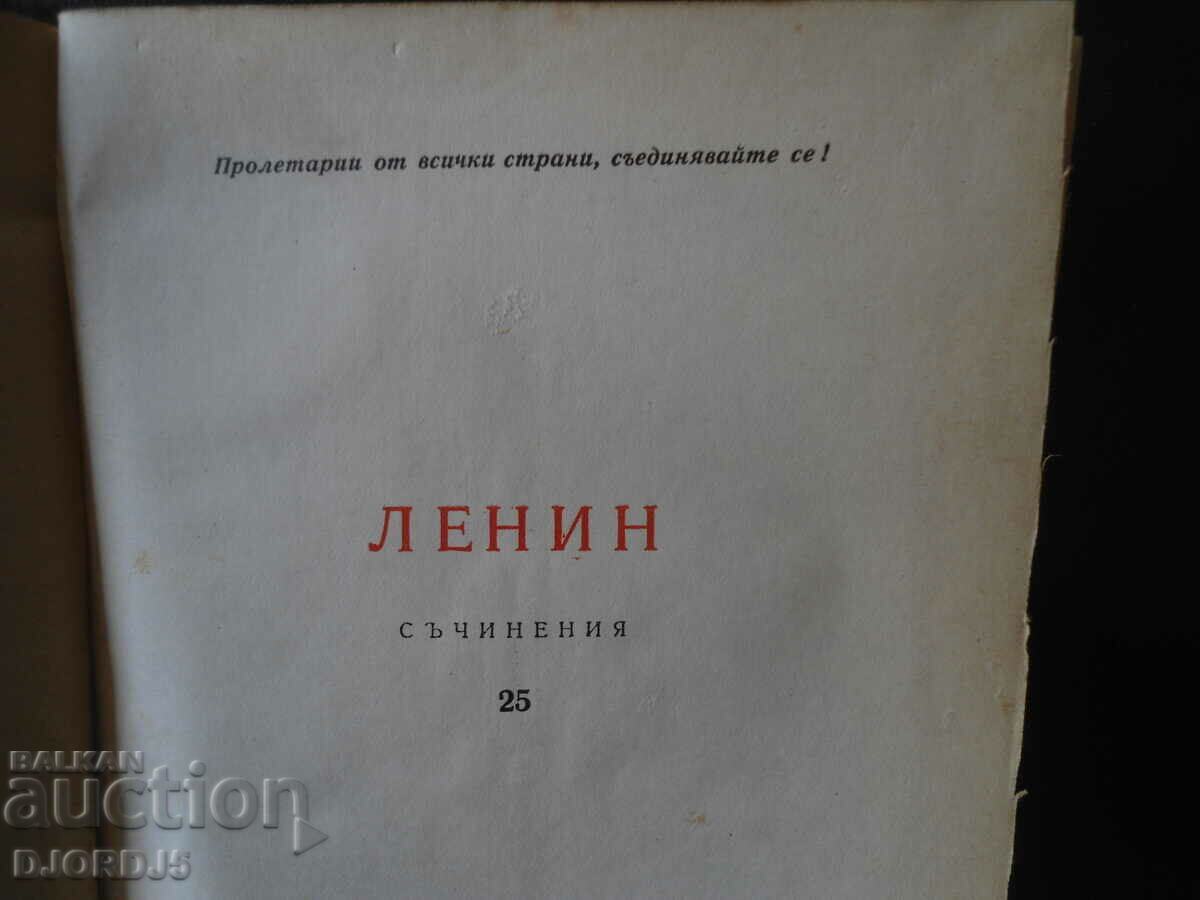 Пролетарии от всички страни, съединявайте се!
ЛЕНИН
СЪЧИНЕНИЯ
25
BALKAN
auction
DJORDJ5